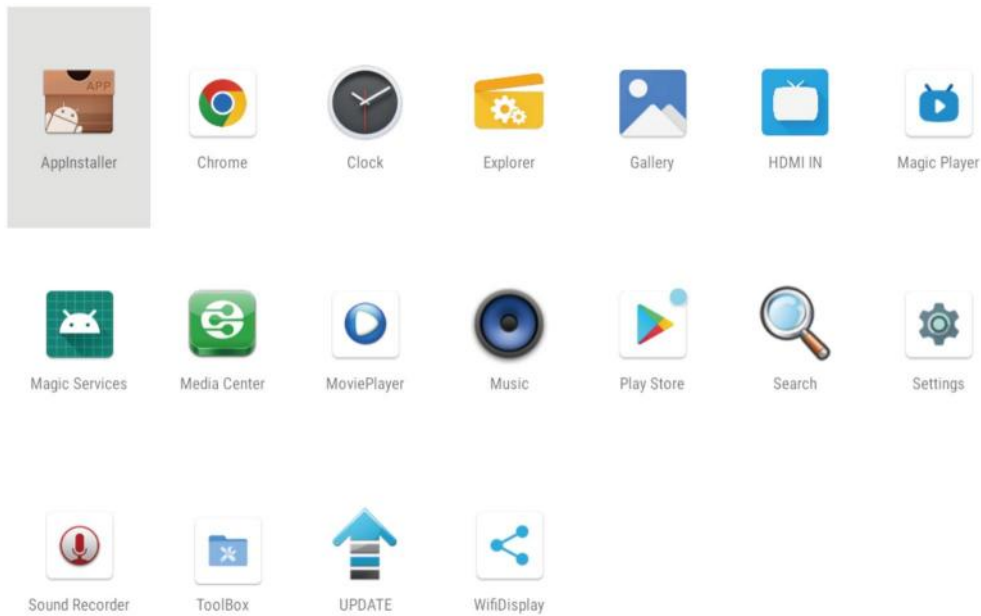 APP
AppInstaller
Chrome
Clock
Explorer
Gallery
HDMI IN
Magic Player
Magic Services
Media Center
MoviePlayer
Music
Play Store
Search
Settings
Sound Recorder
ToolBox
UPDATE
WifiDisplay